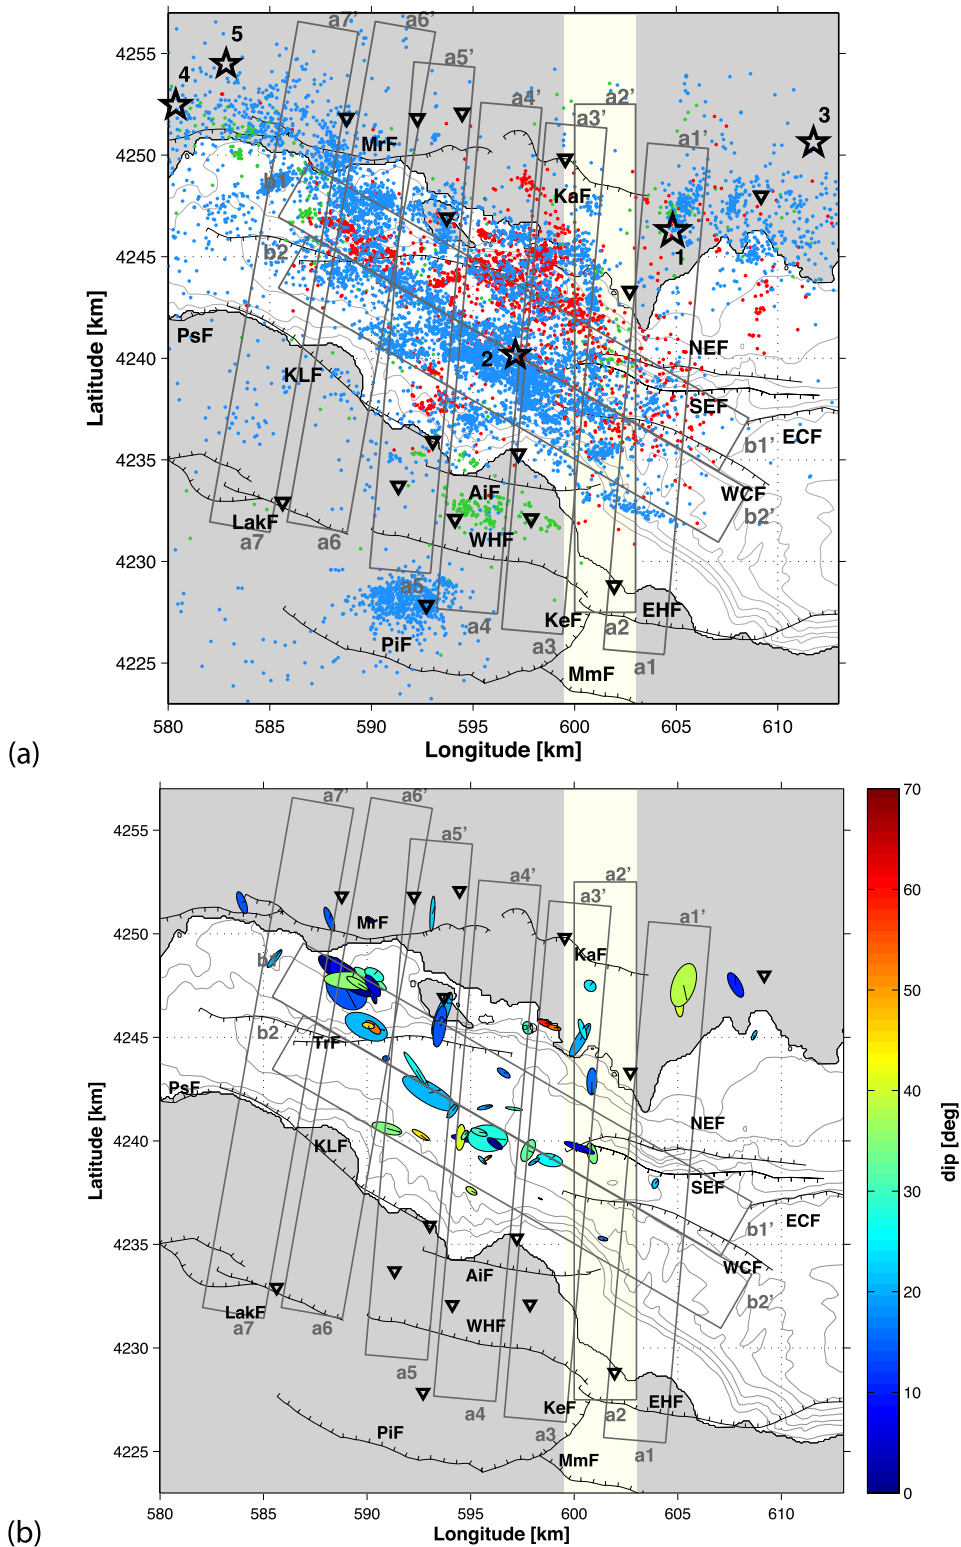 a7’ a6’
5
4255
a5’
4
a4’ a2’
a3’ 3
a1’
4250
MrF
b1 KaF
b2
4245
1
PsF NEF
KLF 2
4240
SEF
ECF
b1’
4235
AiF WCF
LakF b2’
WHF
a7 a6
4230
a5
KeF EHF
a4 a2
PiF a3
4225 a1
MmF
580 585 590 595 600 605 610
Longitude [km]
Latitude [km]
(a)
a7’ a6’
70
4255
a5’
a4’ a2’
a3’
60
a1’
MrF
4250
KaF
b
50
b2
4245
TrF
PsF
40
NEF
4240 KLF
SEF
30
ECF
b1’
4235
AiF WCF
20
b2’
LakF
a7 a6 WHF
4230
a5
10
EHF
KeF
a4 a2
a3
PiF
4225 a1
MmF
0
580 585 590 595 600 605 610
Longitude [km]
Latitude [km]
dip [deg]
(b)